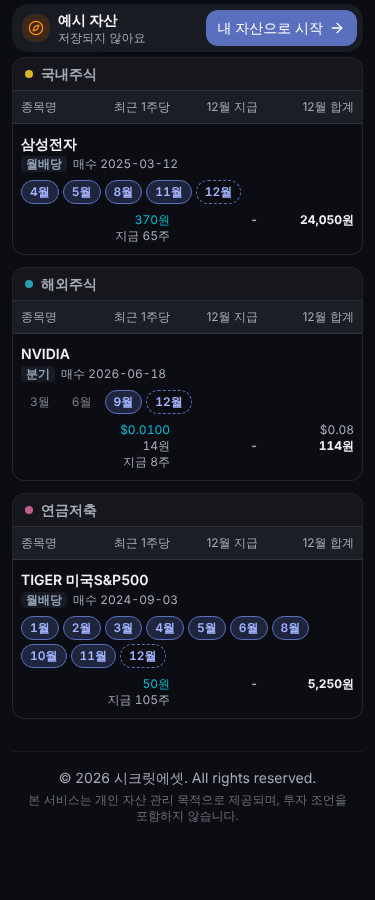 예시 자산
저장되지 않아요
내 자산으로 시작 →
국내주식
종목명 최근 1주당 12월 지급 12월 합계
삼성전자
월배당 매수 2025-03-12
4월 5월 8월 11월 12월
370원 - 24,050원
지금 65주
해외주식
종목명 최근 1주당 12월 지급 12월 합계
NVIDIA
분기 매수 2026-06-18
3월 6월 9월 12월
$0.0100 $0.08
14원 - 114원
지금 8주
연금저축
종목명 최근 1주당 12월 지급 12월 합계
TIGER 미국S&P500
월배당 매수 2024-09-03
1월 2월 3월 4월 5월 6월 8월
10월 11월 12월
50원 - 5,250원
지금 105주
© 2026 시크릿에셋. All rights reserved.
본 서비스는 개인 자산 관리 목적으로 제공되며, 투자 조언을
포함하지 않습니다.